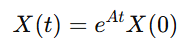 X(t) = e^{At}X(0)